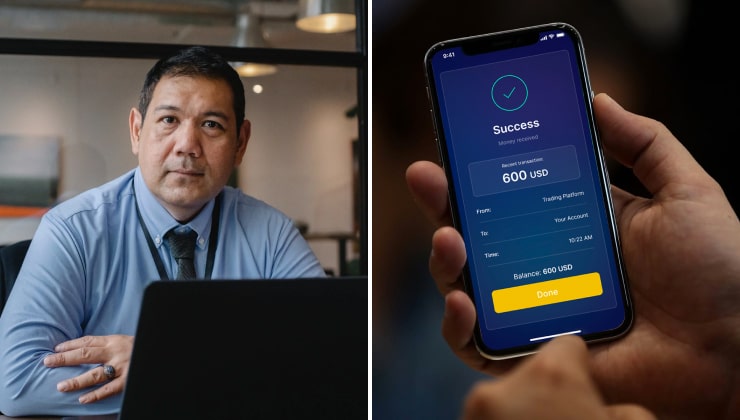 9:41
Success
Money received
Recent transaction:
600 USD
From: Trading Platform
To: Your Account
Time: 10:22 AM
Balance: 600 USD
Done